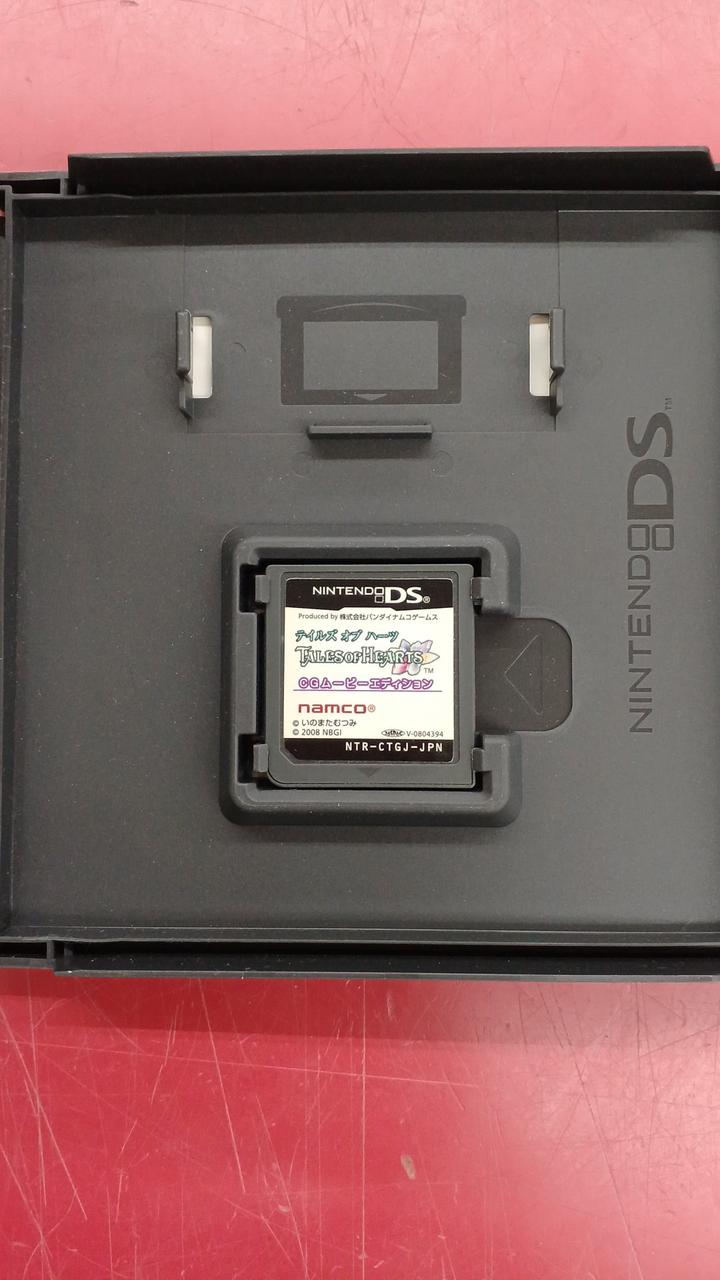 NINTENDO DS™
NINTENDO DS®
Produced by 株式会社バンダイナムコゲームス
テイルズ オブ ハーツ
TALES OF HEARTS™
CGムービーエディション
namco®
© いのまたむつみ
© 2008 NBGI
V-0804394
NTR-CTGJ-JPN